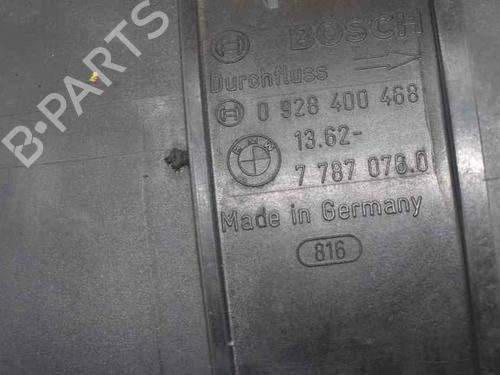 BOSCH
Durchfluss
0 928 400 468
13.62-
7 787 076.0
Made in Germany
816
B-PARTS